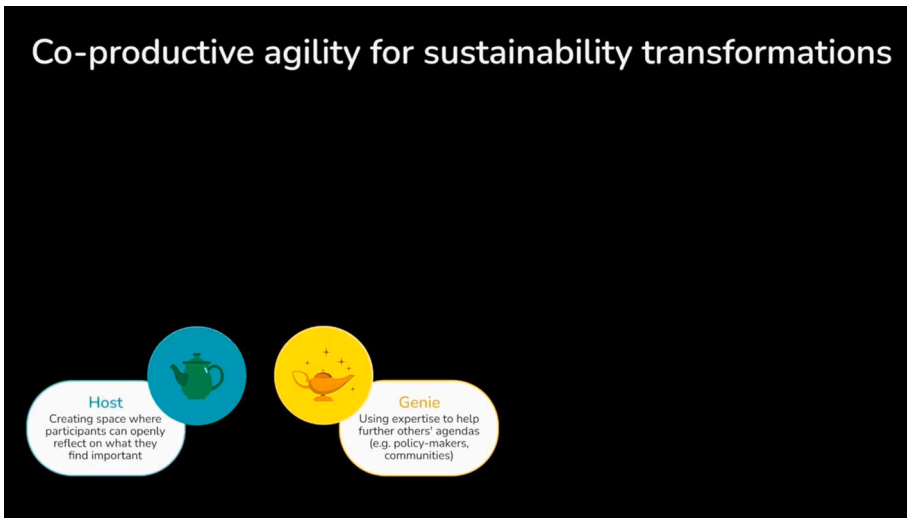 Co-productive agility for sustainability transformations
Host
Creating space where
participants can openly
reflect on what they
find important
Genie
Using expertise to help
further others' agendas
(e.g. policy-makers,
communities)